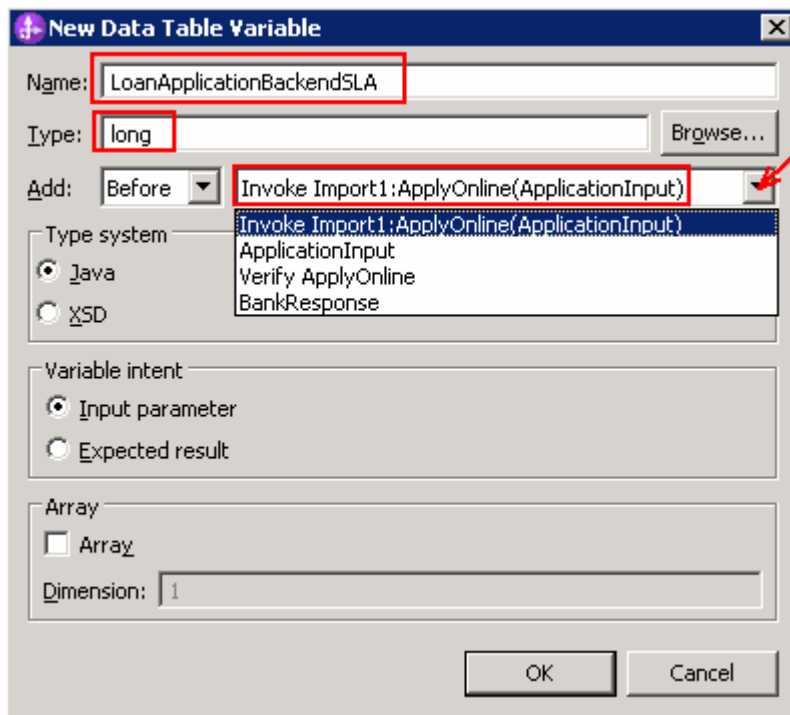 New Data Table Variable
Name: LoanApplicationBackendSLA
Type: long Browse...
Add: Before Invoke Import1:ApplyOnline(ApplicationInput)
Invoke Import1:ApplyOnline(ApplicationInput)
ApplicationInput
Verify ApplyOnline
BankResponse
Type system
Java
XSD
Variable intent
Input parameter
Expected result
Array
Array
Dimension: 1
OK Cancel